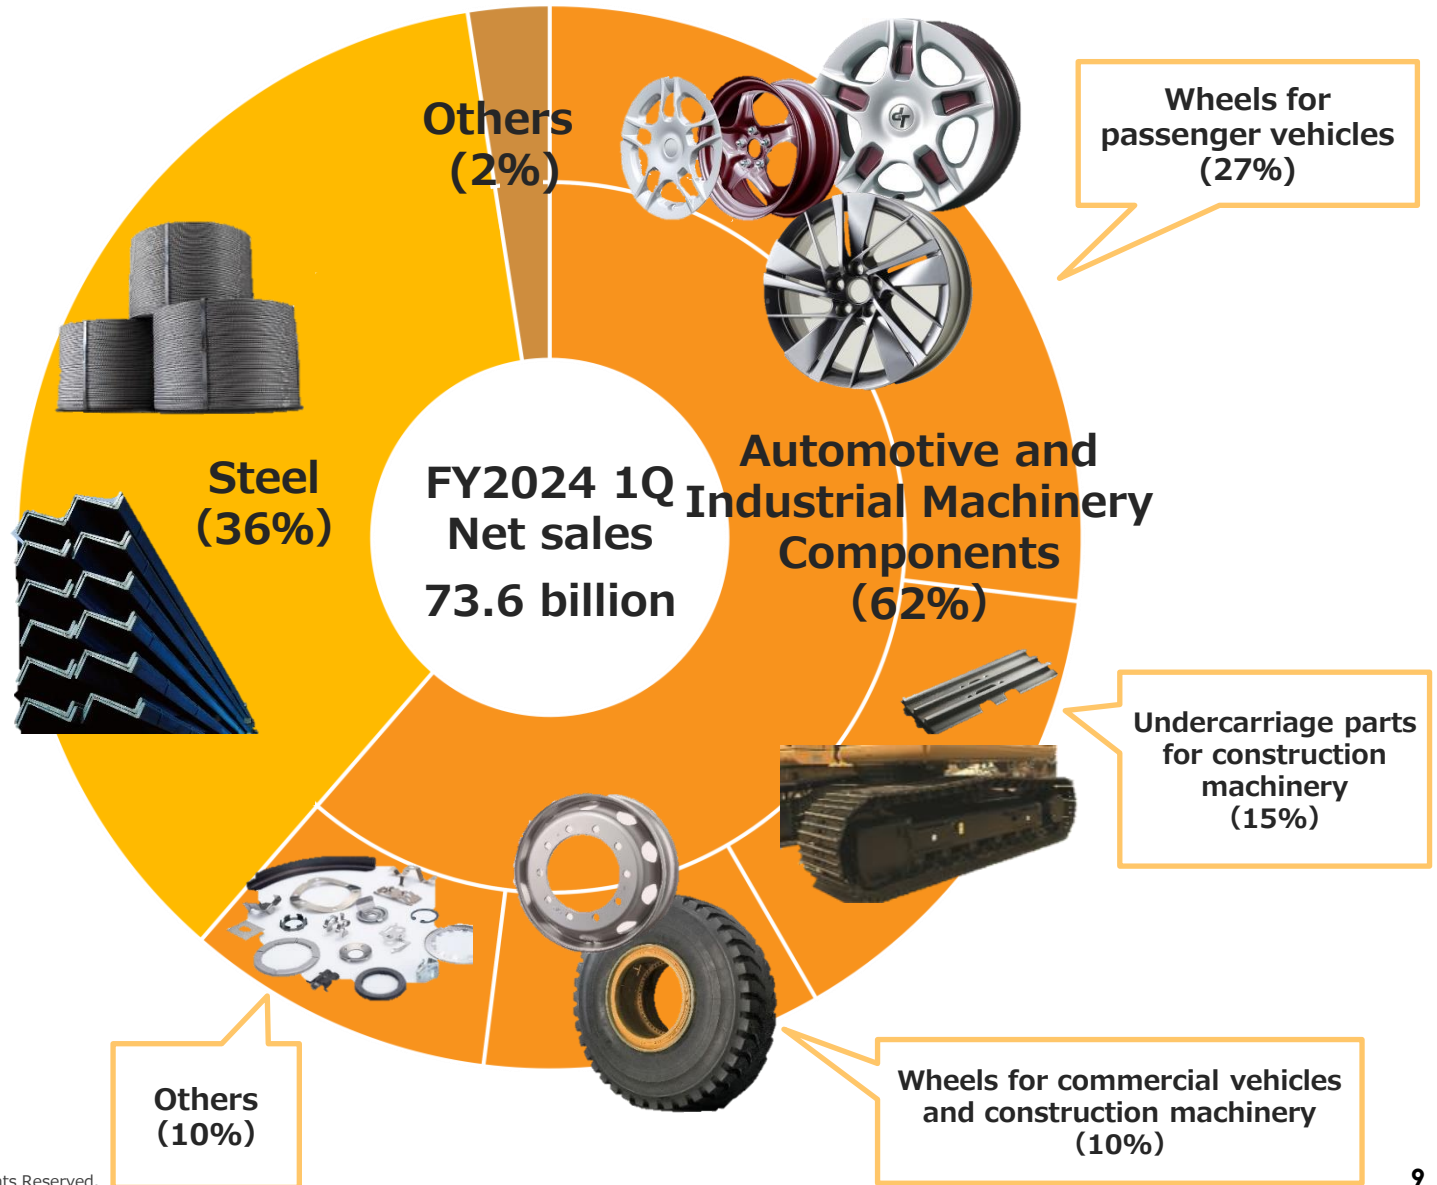 Others
(2%)
Wheels for
passenger vehicles
(27%)
Steel
(36%)
FY2024 1Q
Net sales
73.6 billion
Automotive and
Industrial Machinery
Components
(62%)
Undercarriage parts
for construction
machinery
(15%)
Others
(10%)
Wheels for commercial vehicles
and construction machinery
(10%)
nts Reserved.
9